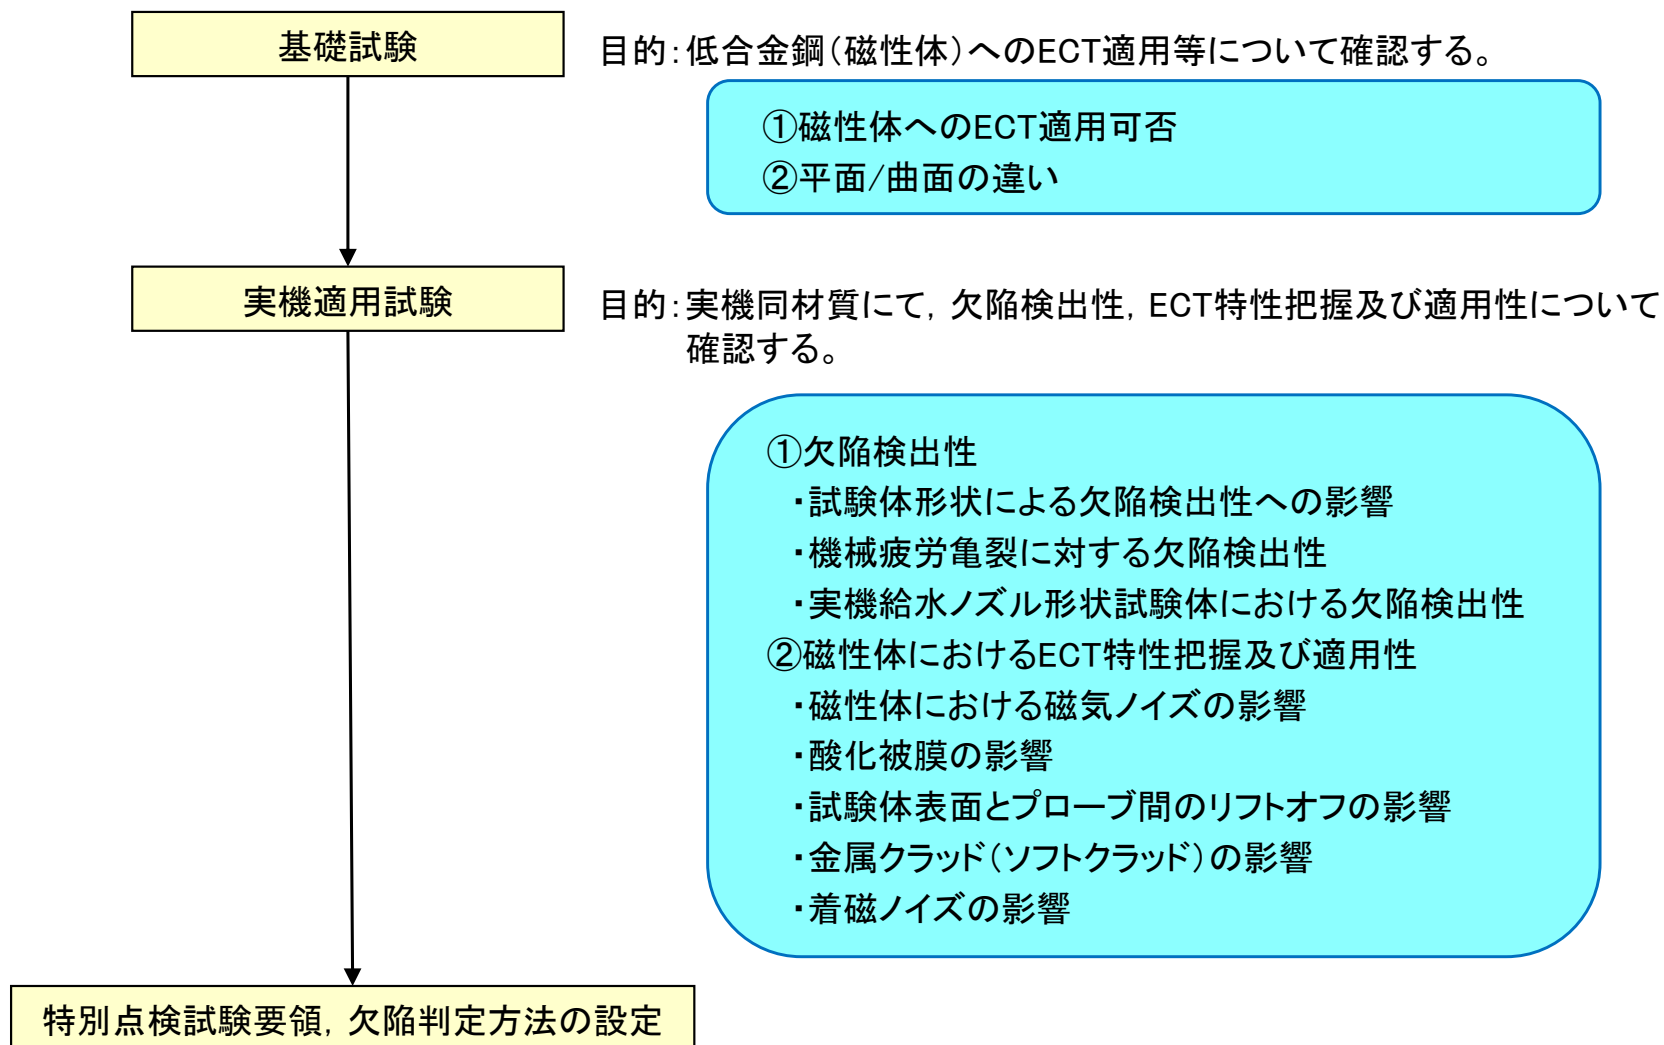 基礎試験
目的：低合金鋼（磁性体）へのECT適用等について確認する。
①磁性体へのECT適用可否
②平面/曲面の違い
実機適用試験
目的：実機同材質にて，欠陥検出性，ECT特性把握及び適用性について
確認する。
①欠陥検出性
・試験体形状による欠陥検出性への影響
・機械疲労亀裂に対する欠陥検出性
・実機給水ノズル形状試験体における欠陥検出性
②磁性体におけるECT特性把握及び適用性
・磁性体における磁気ノイズの影響
・酸化被膜の影響
・試験体表面とプローブ間のリフトオフの影響
・金属クラッド（ソフトクラッド）の影響
・着磁ノイズの影響
特別点検試験要領，欠陥判定方法の設定